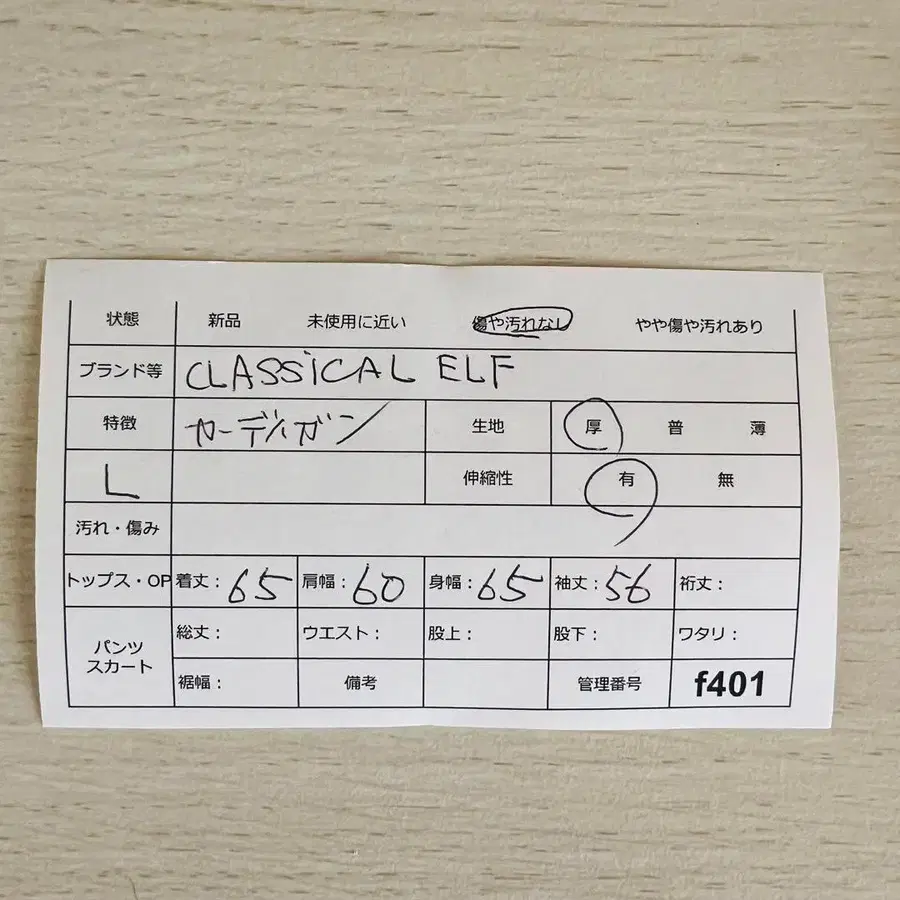 状態 新品 未使用に近い 傷や汚れなし やや傷や汚れあり
ブランド等 CLASSiCAL ELF
特徴 カーディガン 生地 厚 普 薄
L 伸縮性 有 無
汚れ・傷み
トップス・OP 着丈：65 肩幅：60 身幅：65 袖丈：56 裄丈：
パンツ スカート 総丈： ウエスト： 股上： 股下： ワタリ：
裾幅： 備考 管理番号 f401